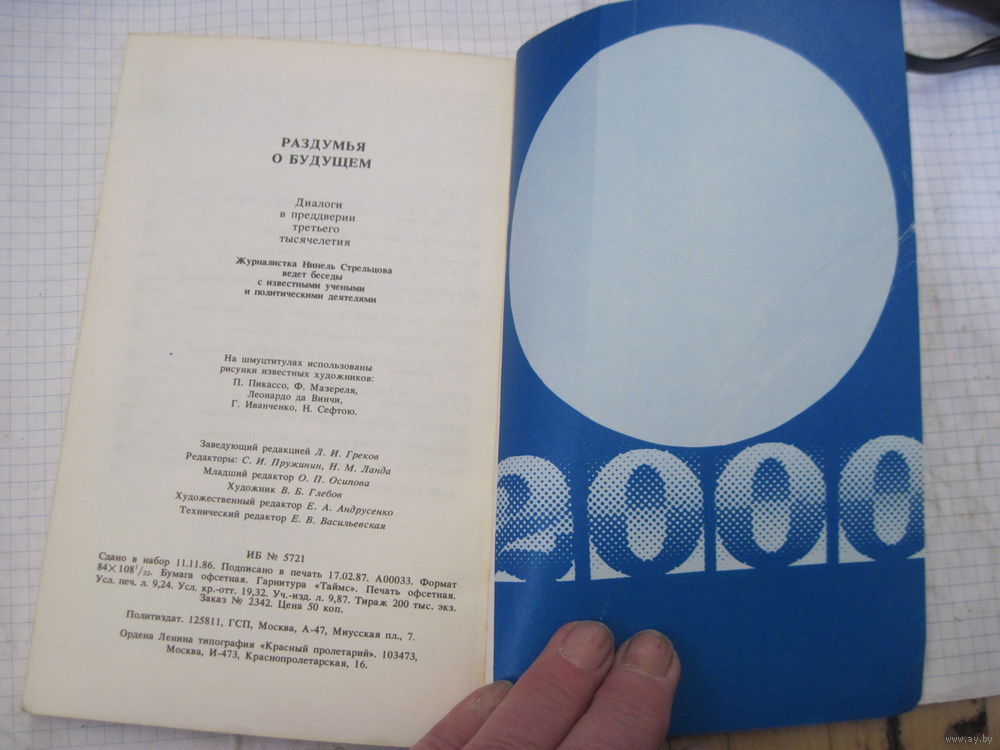 РАЗДУМЬЯ
О БУДУЩЕМ
Диалоги
в преддверии
третьего
тысячелетия
Журналистка Нинель Стрельцова
ведет беседы
с известными учеными
и политическими деятелями
На шмуцтитулах использованы
рисунки известных художников:
П. Пикассо, Ф. Мазереля,
Леонардо да Винчи,
Г. Иванченко, Н. Сефтою.
Заведующий редакцией Л. И. Греков
Редакторы: С. И. Пружинин, Н. М. Ланда
Младший редактор О. П. Осипова
Художник В. Б. Глебов
Художественный редактор Е. А. Андрусенко
Технический редактор Е. В. Васильевская
ИБ № 5721
Сдано в набор 11.11.86. Подписано в печать 17.02.87. А00033. Формат
84×108¹/₃₂. Бумага офсетная. Гарнитура «Таймс». Печать офсетная.
Усл. печ. л. 9,24. Усл. кр.-отт. 19,32. Уч.-изд. л. 9,87. Тираж 200 тыс. экз.
Заказ № 2342. Цена 50 коп.
Политиздат. 125811, ГСП, Москва, А-47, Миусская пл., 7.
Ордена Ленина типография «Красный пролетарий». 103473,
Москва, И-473, Краснопролетарская, 16.
2000
www.ay.by